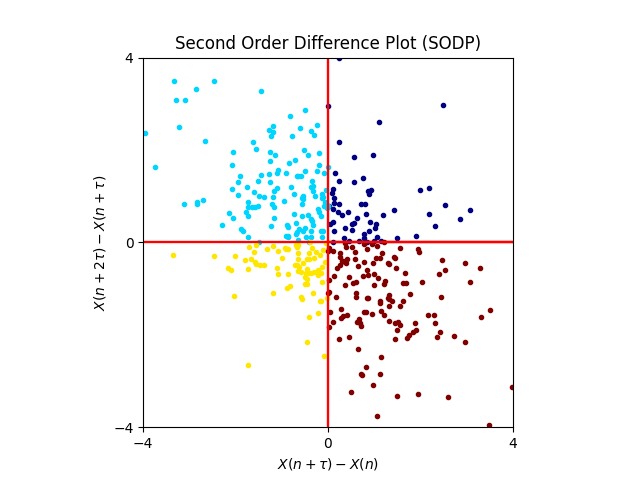 Second Order Difference Plot (SODP)
4
0
−4
X(n + 2τ) − X(n + τ)
−4
0
4
X(n + τ) − X(n)